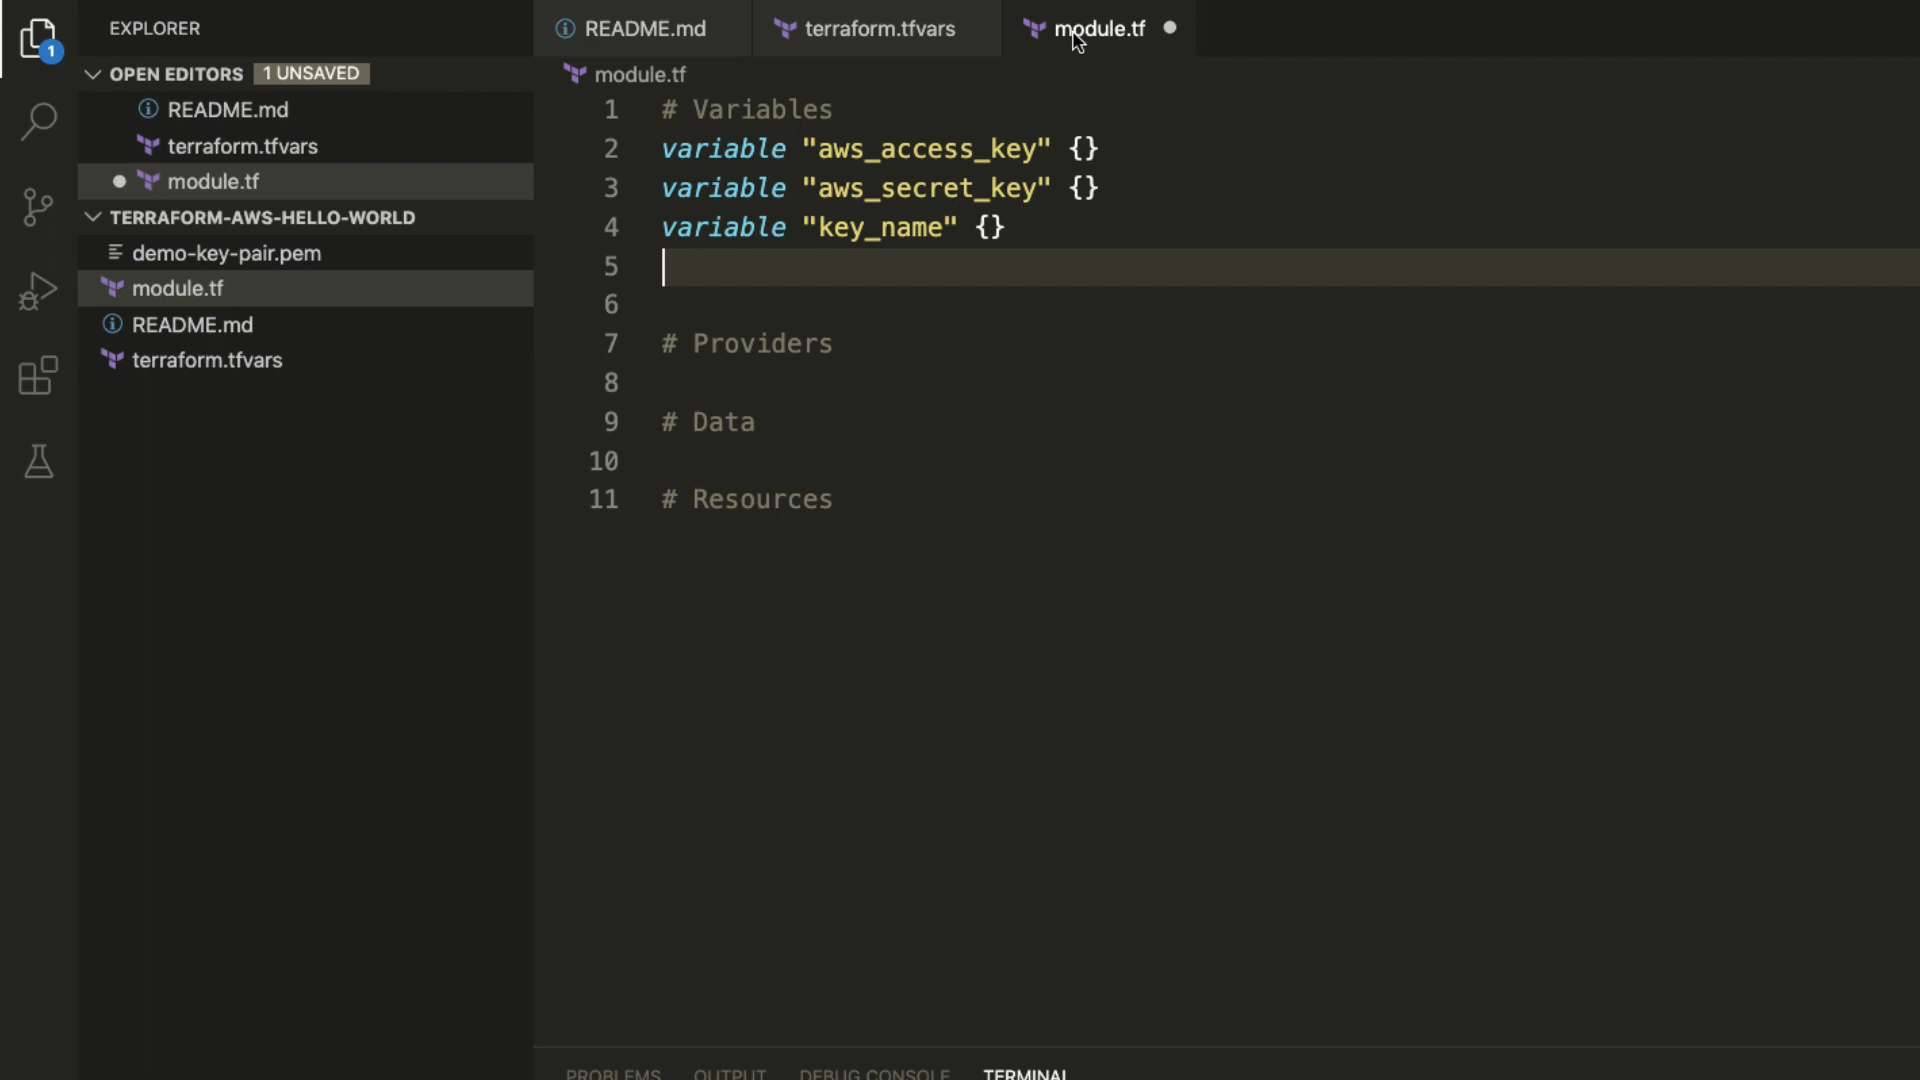 EXPLORER
OPEN EDITORS 1 UNSAVED
README.md
terraform.tfvars
module.tf
TERRAFORM-AWS-HELLO-WORLD
demo-key-pair.pem
module.tf
README.md
terraform.tfvars
1
README.md terraform.tfvars module.tf
module.tf
1 # Variables
2 variable "aws_access_key" {}
3 variable "aws_secret_key" {}
4 variable "key_name" {}
5
6
7 # Providers
8
9 # Data
10
11 # Resources
PROBLEMS OUTPUT DEBUG CONSOLE TERMINAL